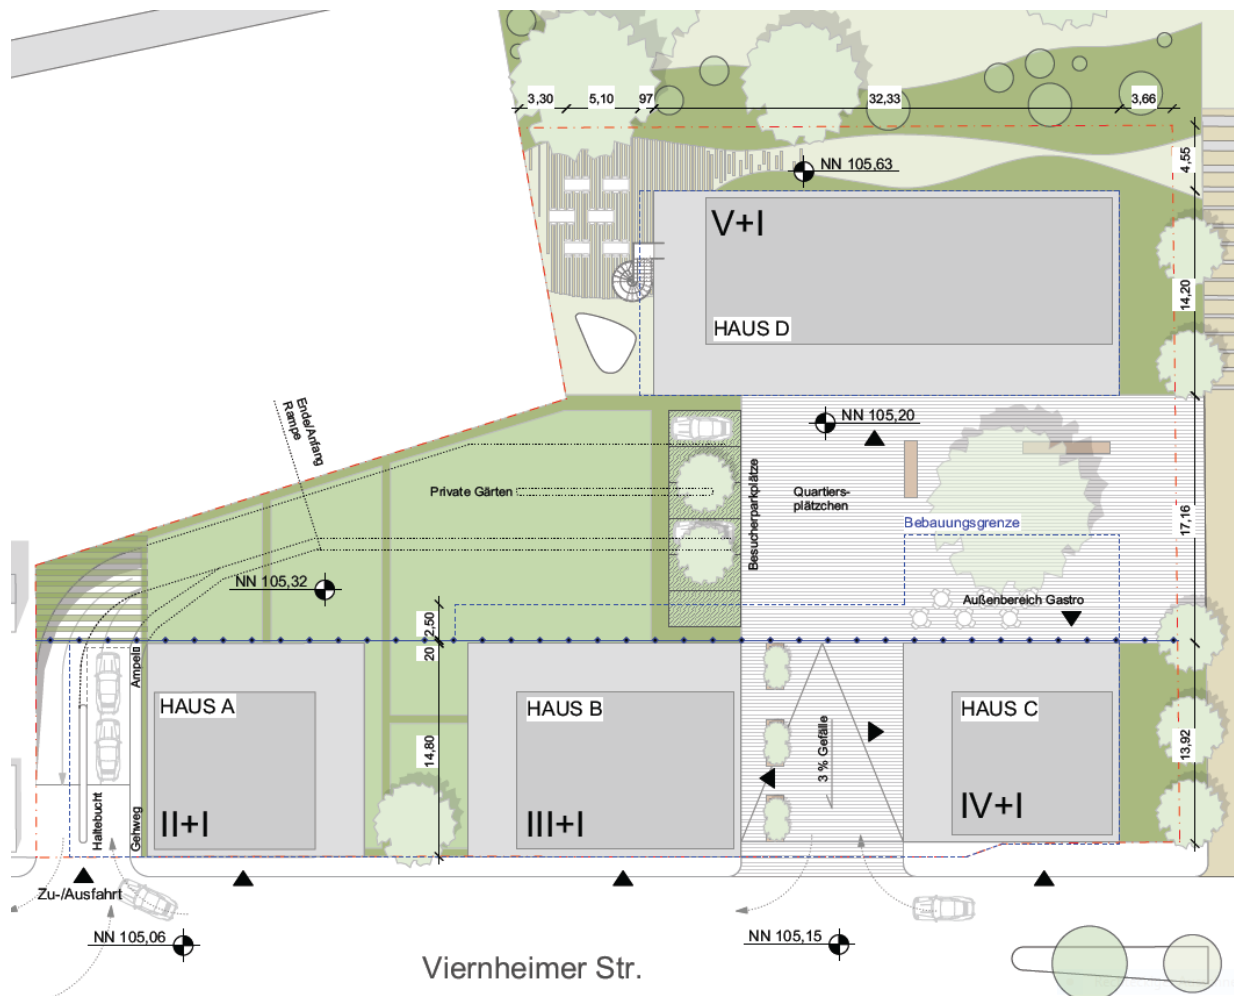 3,30
5,10
97
32,33
3,66
4,55
NN 105,63
V+I
HAUS D
14,20
Ende/Anfang
Rampe
NN 105,20
Private Gärten
Besucherparkplätze
Quartiers-
plätzchen
Bebauungsgrenze
17,16
NN 105,32
2,50
Außenbereich Gastro
20
Ampel
HAUS A
HAUS B
HAUS C
3 % Gefälle
14,80
13,92
II+I
III+I
IV+I
Haltebucht
Gehweg
Zu-/Ausfahrt
NN 105,06
NN 105,15
Viernheimer Str.